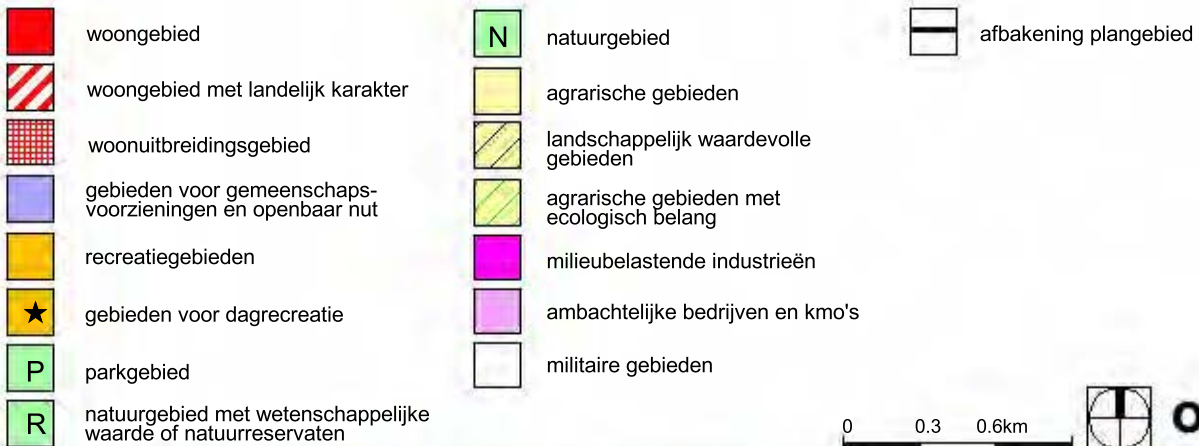 woongebied
woongebied met landelijk karakter
woonuitbreidingsgebied
gebieden voor gemeenschaps-
voorzieningen en openbaar nut
recreatiegebieden
gebieden voor dagrecreatie
P parkgebied
R natuurgebied met wetenschappelijke
waarde of natuurreservaten
N natuurgebied
agrarische gebieden
landschappelijk waardevolle
gebieden
agrarische gebieden met
ecologisch belang
milieubelastende industrieën
ambachtelijke bedrijven en kmo's
militaire gebieden
afbakening plangebied
0 0.3 0.6km